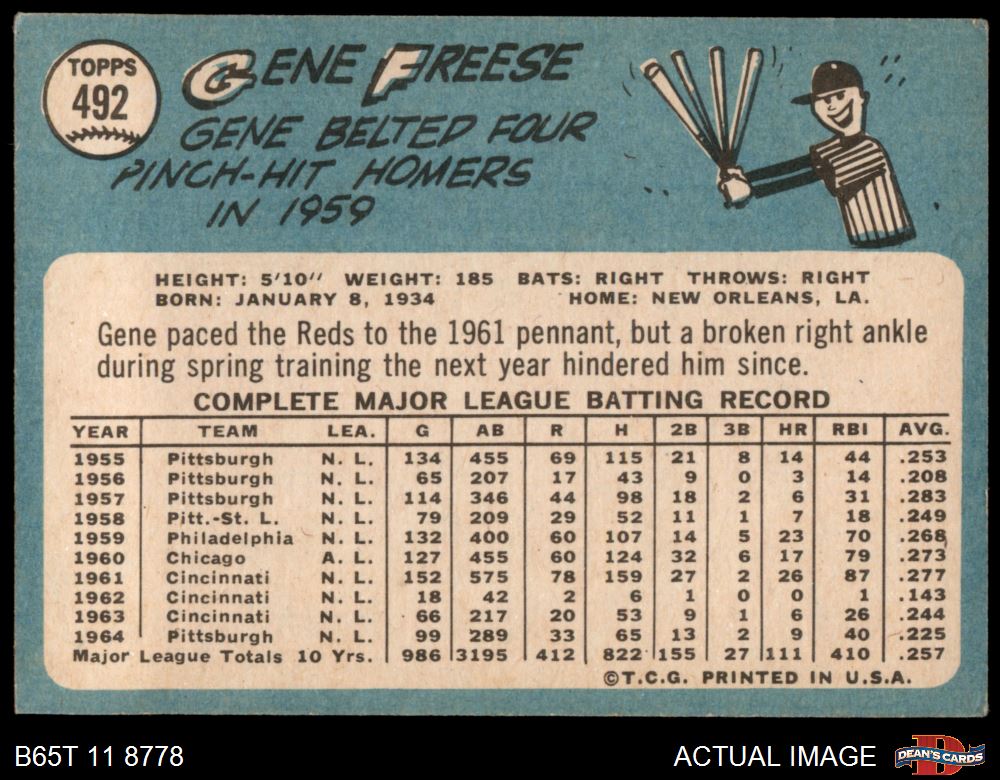 TOPPS
492
GENE FREESE
GENE BELTED FOUR
PINCH-HIT HOMERS
IN 1959
HEIGHT: 5'10" WEIGHT: 185 BATS: RIGHT THROWS: RIGHT
BORN: JANUARY 8, 1934 HOME: NEW ORLEANS, LA.
Gene paced the Reds to the 1961 pennant, but a broken right ankle
during spring training the next year hindered him since.
COMPLETE MAJOR LEAGUE BATTING RECORD
YEAR TEAM LEA. G AB R H 2B 3B HR RBI AVG.
1955 Pittsburgh N. L. 134 455 69 115 21 8 14 44 .253
1956 Pittsburgh N. L. 65 207 17 43 9 0 3 14 .208
1957 Pittsburgh N. L. 114 346 44 98 18 2 6 31 .283
1958 Pitt.-St. L. N. L. 79 209 29 52 11 1 7 18 .249
1959 Philadelphia N. L. 132 400 60 107 14 5 23 70 .268
1960 Chicago A. L. 127 455 60 124 32 6 17 79 .273
1961 Cincinnati N. L. 152 575 78 159 27 2 26 87 .277
1962 Cincinnati N. L. 18 42 2 6 1 0 0 1 .143
1963 Cincinnati N. L. 66 217 20 53 9 1 6 26 .244
1964 Pittsburgh N. L. 99 289 33 65 13 2 9 40 .225
Major League Totals 10 Yrs. 986 3195 412 822 155 27 111 410 .257
©T.C.G. PRINTED IN U.S.A.
B65T 11 8778 ACTUAL IMAGE DEAN'S CARDS